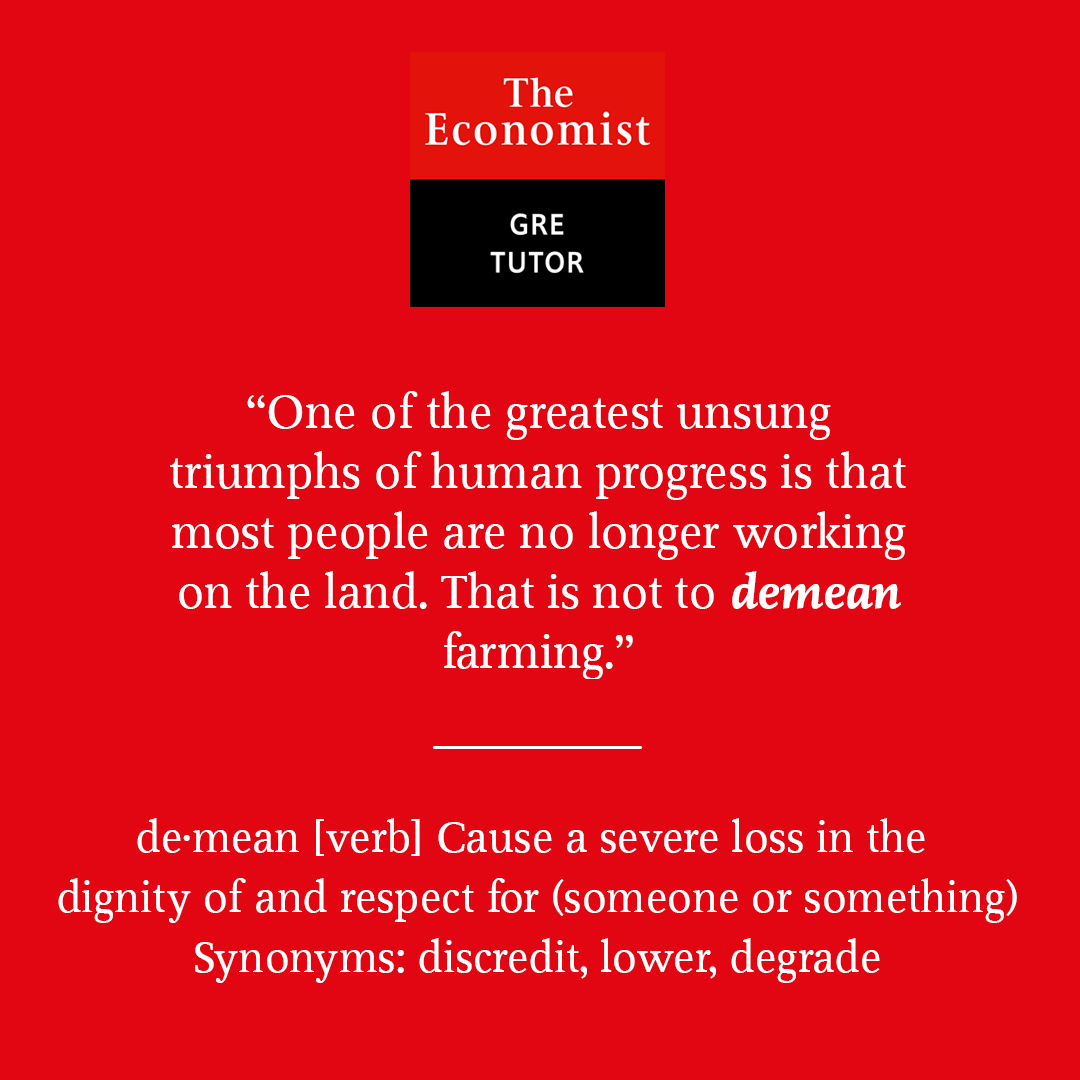 The
Economist
GRE
TUTOR
“One of the greatest unsung
triumphs of human progress is that
most people are no longer working
on the land. That is not to demean
farming.”
de·mean [verb] Cause a severe loss in the
dignity of and respect for (someone or something)
Synonyms: discredit, lower, degrade